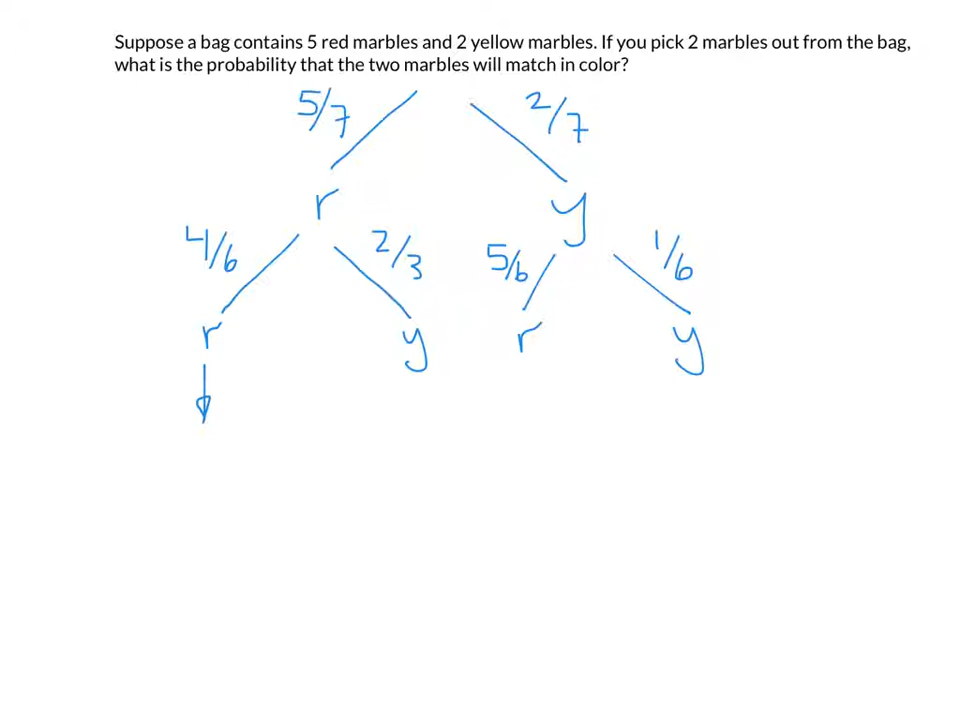 Suppose a bag contains 5 red marbles and 2 yellow marbles. If you pick 2 marbles out from the bag,
what is the probability that the two marbles will match in color?
5/7 2/7
r y
4/6 2/3 5/6 1/6
r y r y